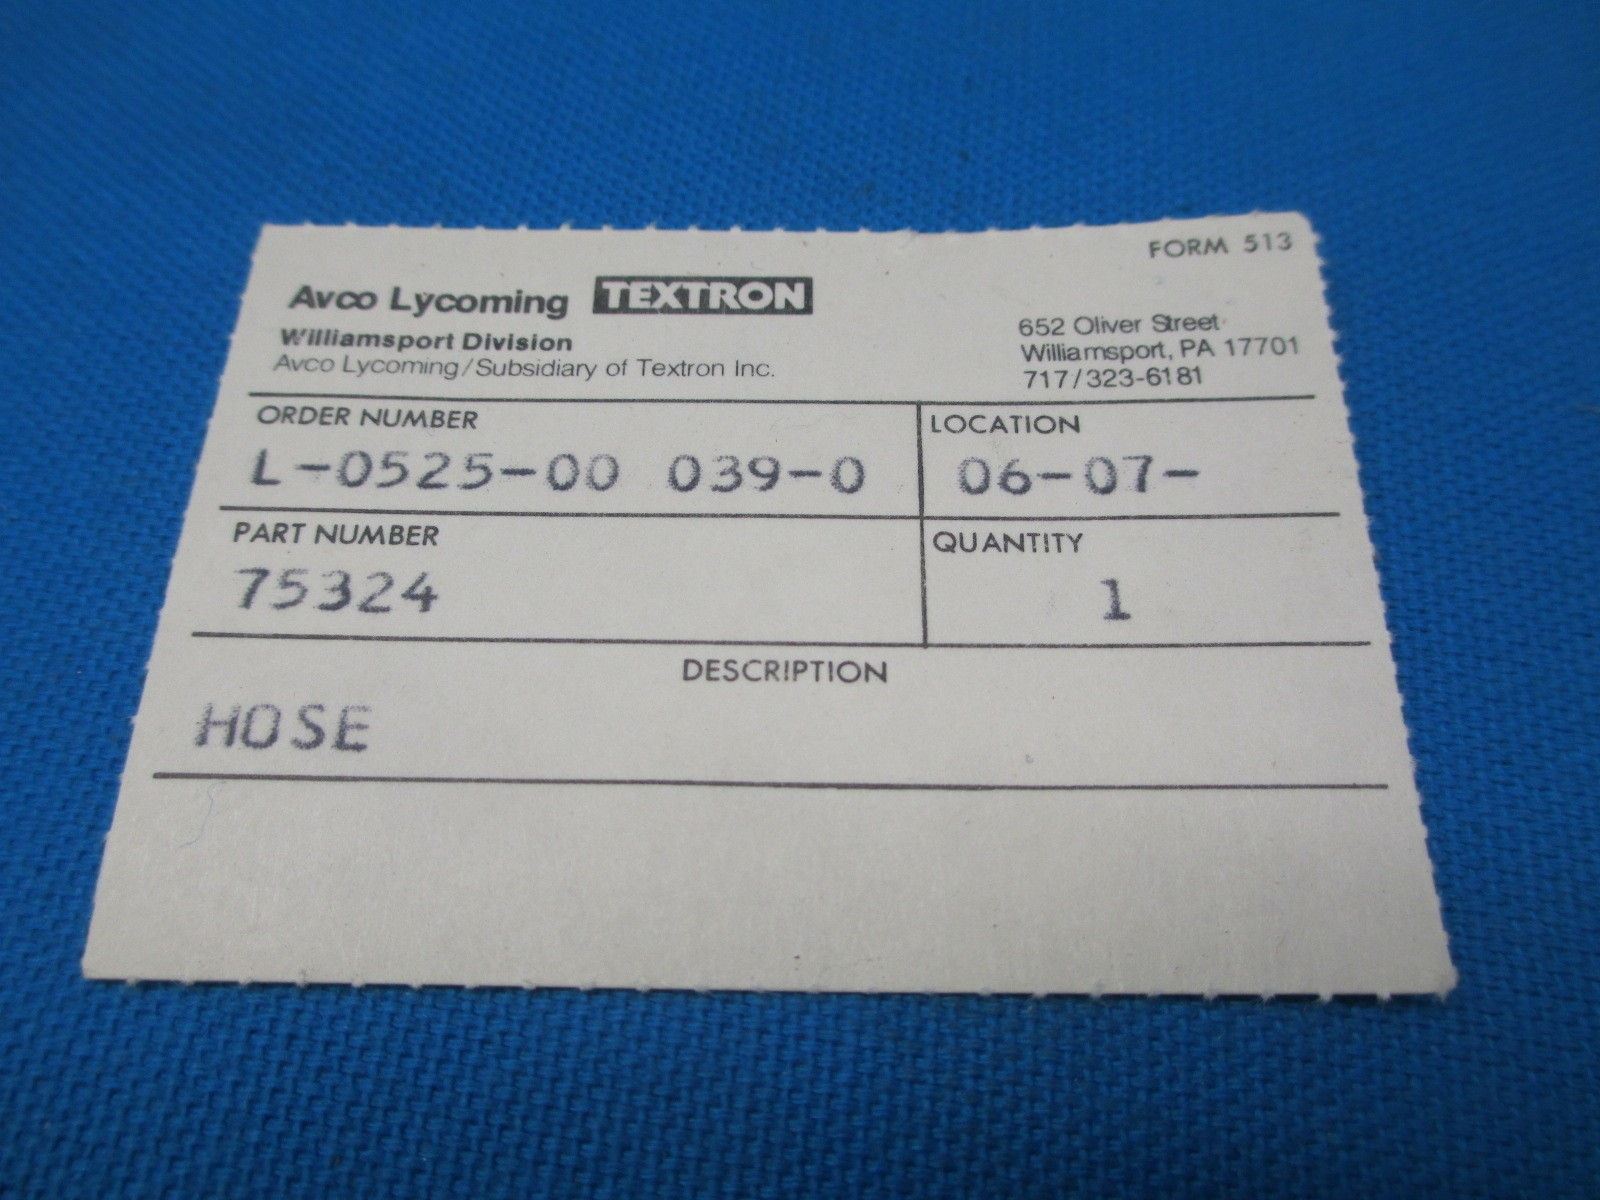 FORM 513
Avco Lycoming TEXTRON
Williamsport Division
Avco Lycoming/Subsidiary of Textron Inc.
652 Oliver Street
Williamsport, PA 17701
717/323-6181
ORDER NUMBER
L-0525-00 039-0
LOCATION
06-07-
PART NUMBER
75324
QUANTITY
1
DESCRIPTION
HOSE